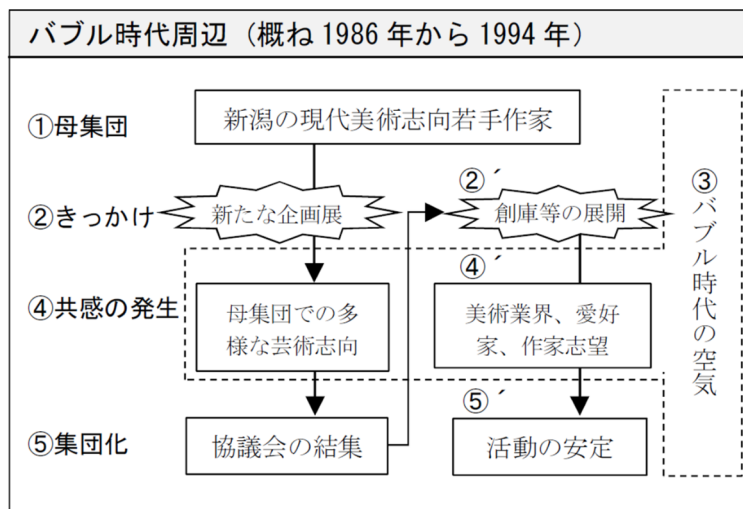 バブル時代周辺（概ね 1986 年から 1994 年）
①母集団
新潟の現代美術志向若手作家
②きっかけ
新たな企画展
②´
創庫等の展開
③バブル時代の空気
④共感の発生
母集団での多
様な芸術志向
④´
美術業界、愛好
家、作家志望
⑤集団化
協議会の結集
⑤´
活動の安定